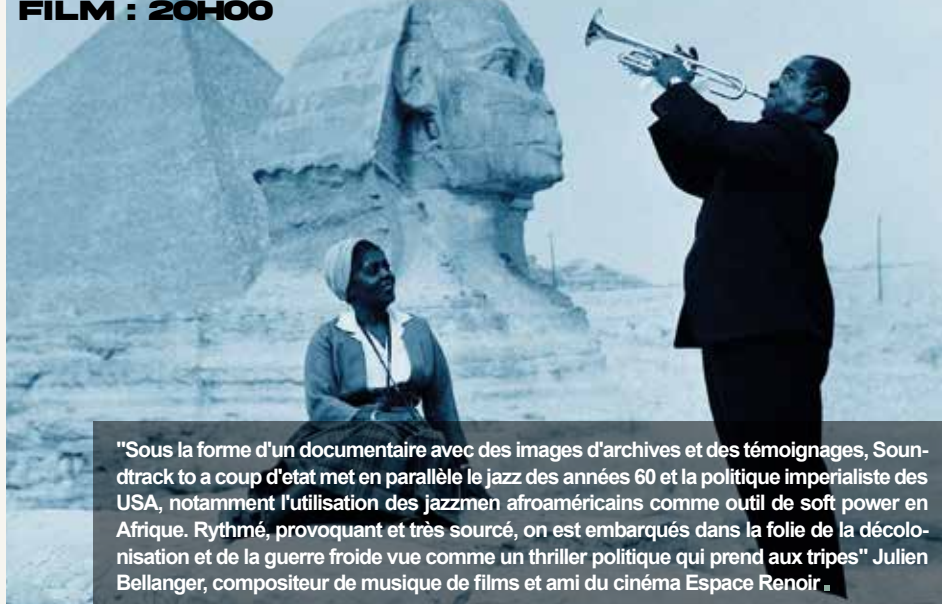 FILM : 20H00
"Sous la forme d'un documentaire avec des images d'archives et des témoignages, Soun-
dtrack to a coup d'etat met en parallèle le jazz des années 60 et la politique imperialiste des
USA, notamment l'utilisation des jazzmen afroaméricains comme outil de soft power en
Afrique. Rythmé, provoquant et très sourcé, on est embarqués dans la folie de la décolo-
nisation et de la guerre froide vue comme un thriller politique qui prend aux tripes" Julien
Bellanger, compositeur de musique de films et ami du cinéma Espace Renoir